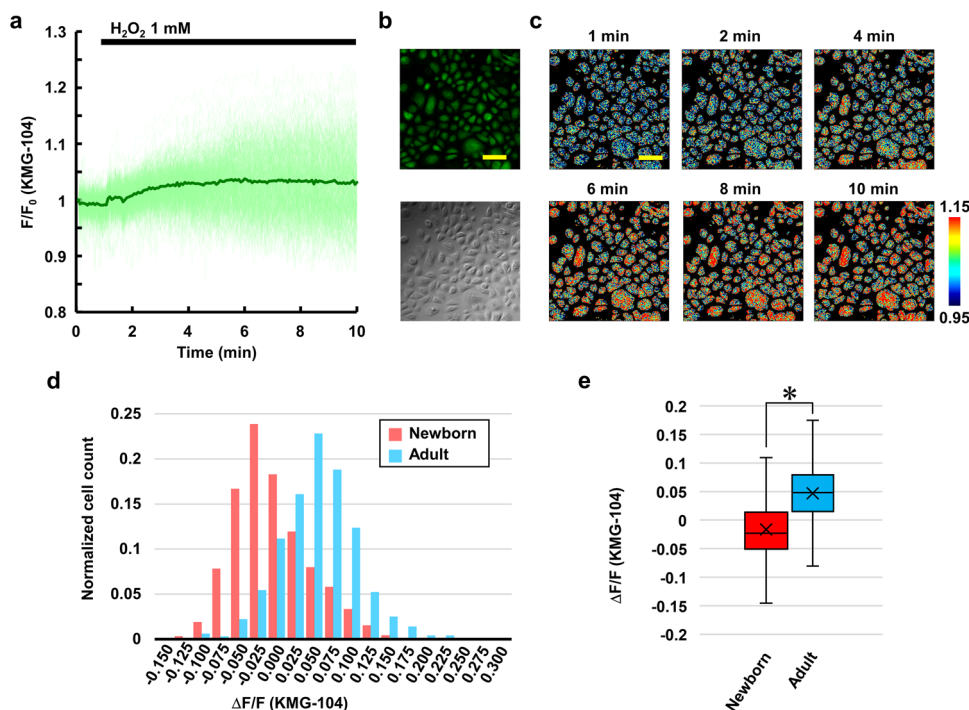 a
H₂O₂ 1 mM
F/F₀ (KMG-104)
1.3
1.2
1.1
1
0.9
0.8
0
2
4
6
8
10
Time (min)
b
c
1 min
2 min
4 min
6 min
8 min
10 min
1.15
0.95
d
Normalized cell count
0.25
0.2
0.15
0.1
0.05
0
Newborn
Adult
-0.150
-0.125
-0.100
-0.075
-0.050
-0.025
0.000
0.025
0.050
0.075
0.100
0.125
0.150
0.175
0.200
0.225
0.250
0.275
0.300
ΔF/F (KMG-104)
e
*
ΔF/F (KMG-104)
0.2
0.15
0.1
0.05
0
-0.05
-0.1
-0.15
-0.2
Newborn
Adult